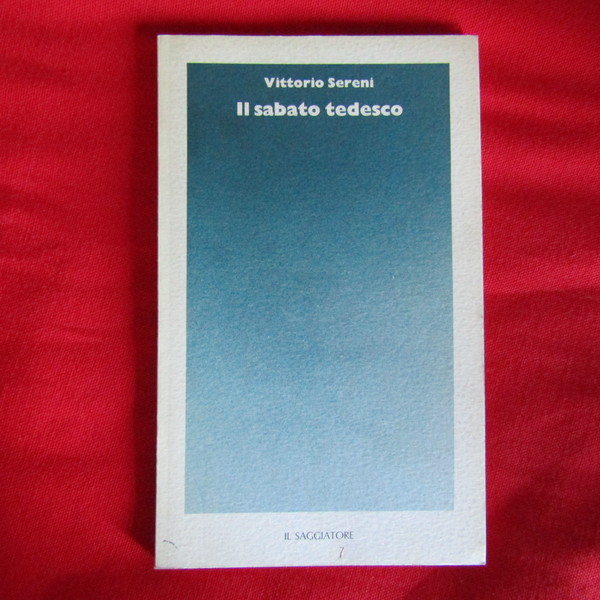 Vittorio Sereni
Il sabato tedesco
IL SAGGIATORE